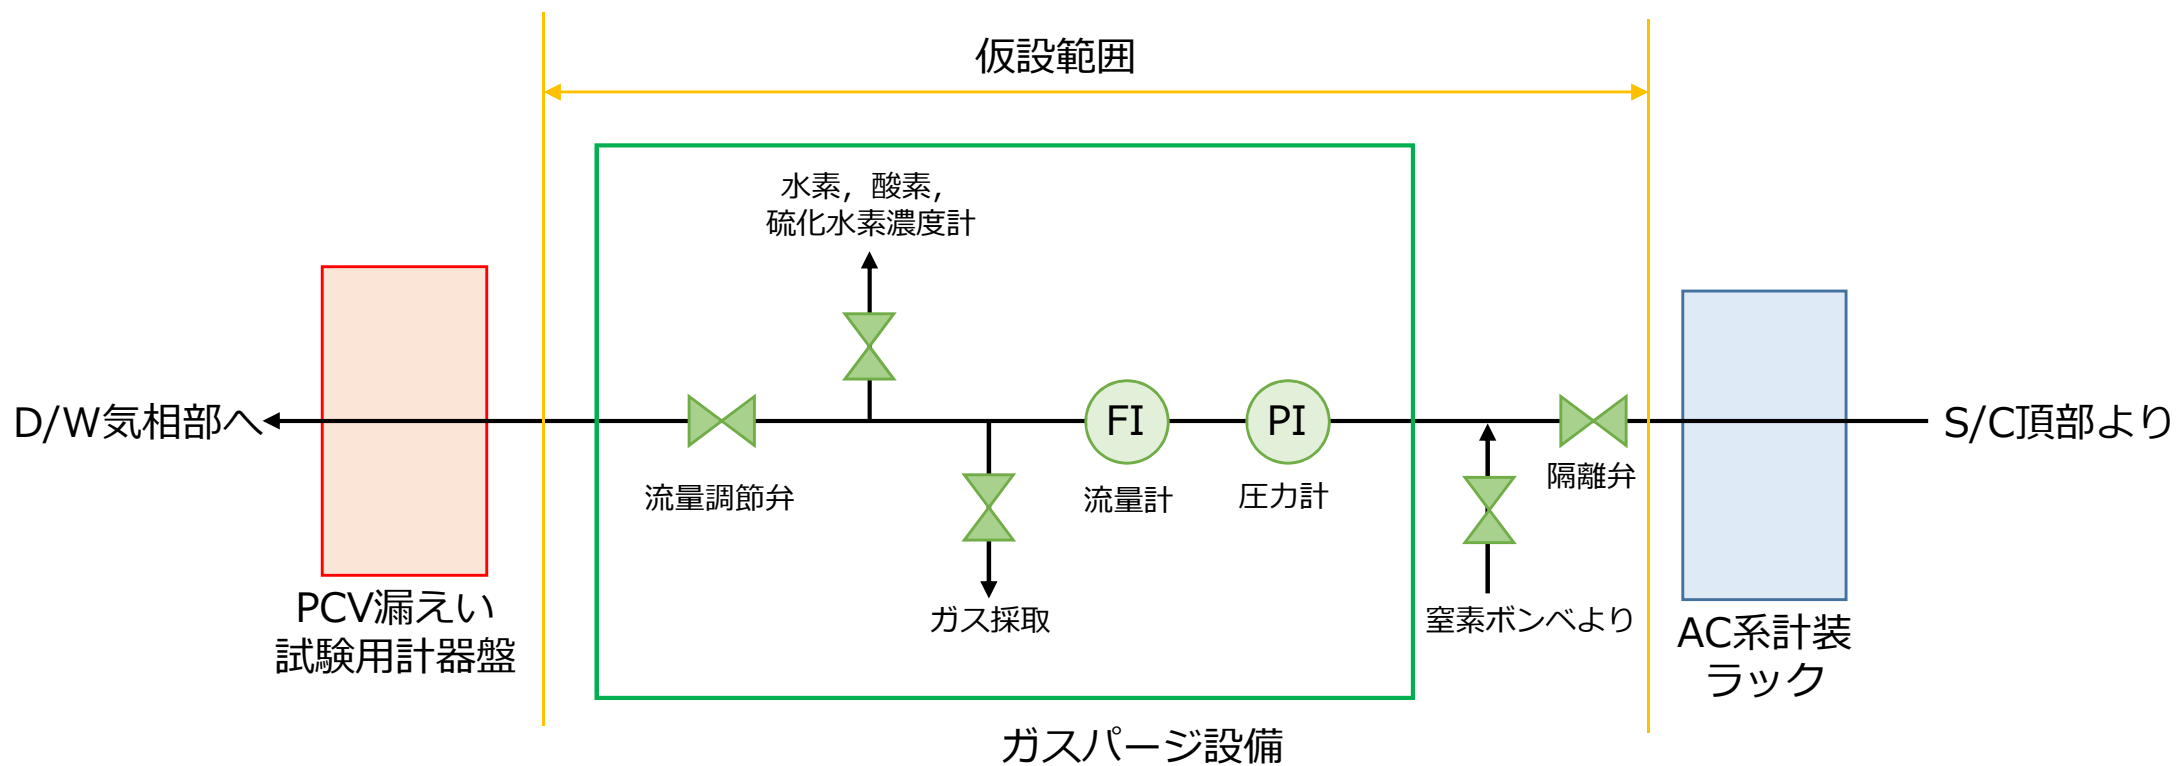 仮設範囲
水素，酸素，
硫化水素濃度計
D/W気相部へ
FI
PI
S/C頂部より
流量調節弁
流量計
圧力計
隔離弁
PCV漏えい
試験用計器盤
ガス採取
窒素ボンベより
AC系計装
ラック
ガスパージ設備